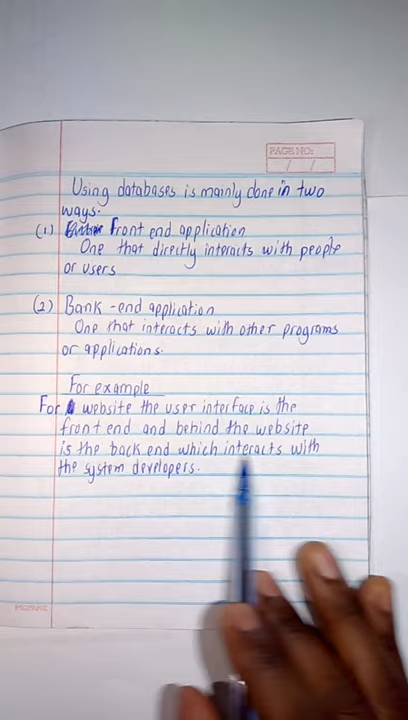 PAGE NO:
/ /
Using databases is mainly done in two
ways.
(1) Front end application
One that directly interacts with people
or users
(2) Bank-end application
One that interacts with other programs
or applications.
For example
For website the user interface is the
front end and behind the website
is the back end which interacts with
the system developers.